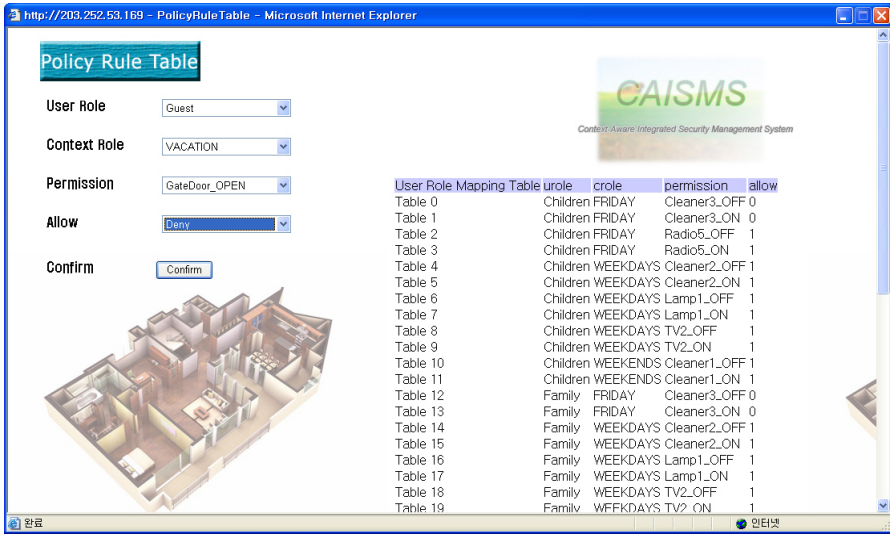 http://203.252.53.169 - PolicyRuleTable - Microsoft Internet Explorer
Policy Rule Table
User Role Guest
Context Role VACATION
Permission GateDoor_OPEN
Allow Deny
Confirm Confirm
CAISMS
Context-Aware Integrated Security Management System
User Role Mapping Table urole crole permission allow
Table 0 Children FRIDAY Cleaner3_OFF 0
Table 1 Children FRIDAY Cleaner3_ON 0
Table 2 Children FRIDAY Radio5_OFF 1
Table 3 Children FRIDAY Radio5_ON 1
Table 4 Children WEEKDAYS Cleaner2_OFF 1
Table 5 Children WEEKDAYS Cleaner2_ON 1
Table 6 Children WEEKDAYS Lamp1_OFF 1
Table 7 Children WEEKDAYS Lamp1_ON 1
Table 8 Children WEEKDAYS TV2_OFF 1
Table 9 Children WEEKDAYS TV2_ON 1
Table 10 Children WEEKENDS Cleaner1_OFF 1
Table 11 Children WEEKENDS Cleaner1_ON 1
Table 12 Family FRIDAY Cleaner3_OFF 0
Table 13 Family FRIDAY Cleaner3_ON 0
Table 14 Family WEEKDAYS Cleaner2_OFF 1
Table 15 Family WEEKDAYS Cleaner2_ON 1
Table 16 Family WEEKDAYS Lamp1_OFF 1
Table 17 Family WEEKDAYS Lamp1_ON 1
Table 18 Family WEEKDAYS TV2_OFF 1
Table 19 Family WEEKDAYS TV2_ON 1
완료 인터넷